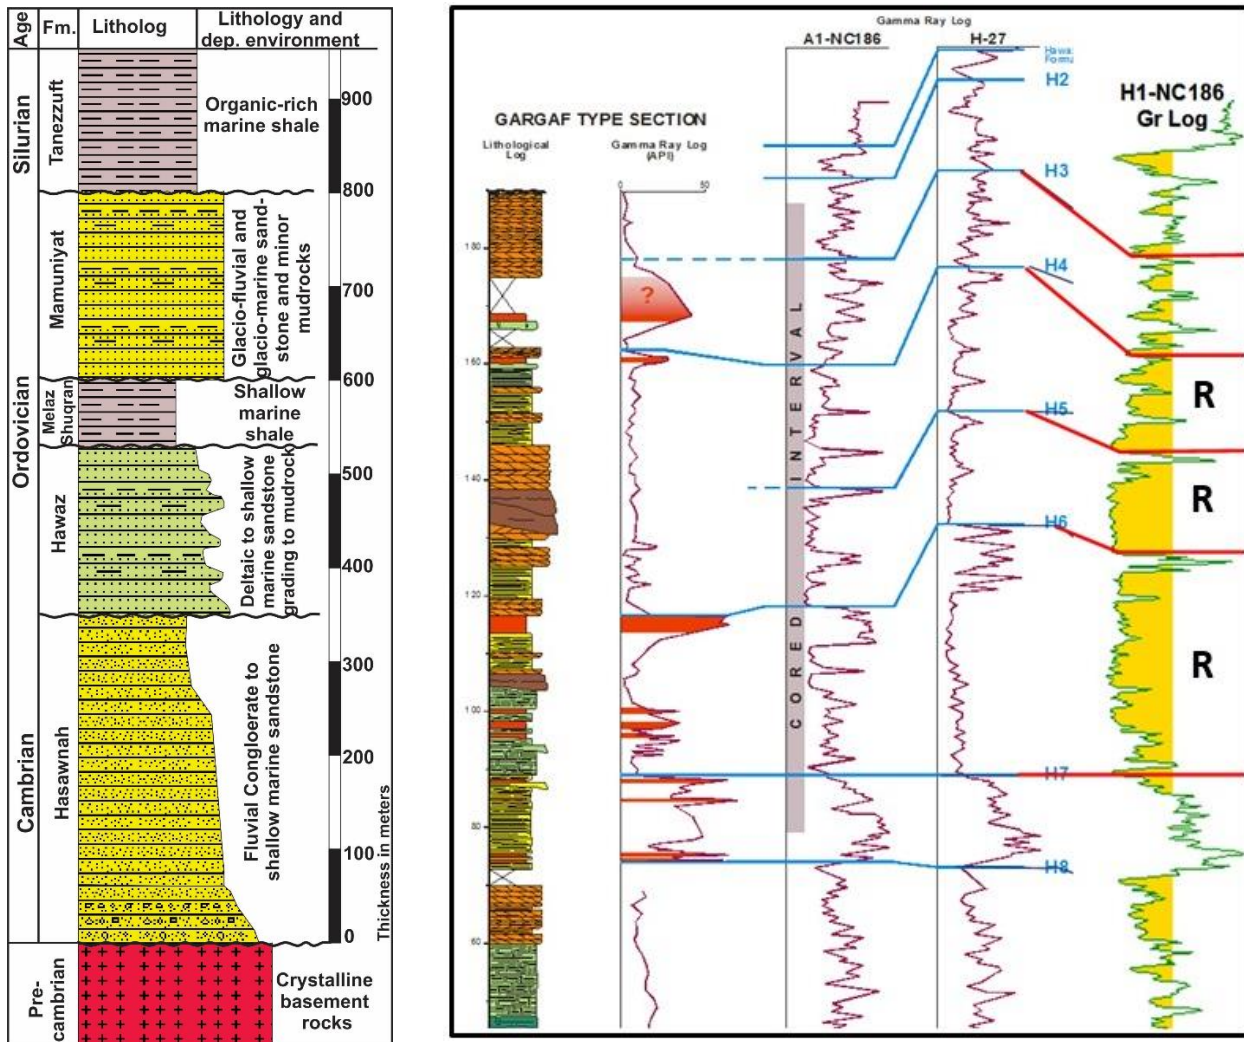 Age
Fm.
Litholog
Lithology and
dep. environment
Silurian
Ordovician
Cambrian
Pre-
cambrian
Tanezzuft
Mamuniyat
Melaz
Shuqran
Hawaz
Hasawnah
Organic-rich
marine shale
Glacio-fluvial and
glacio-marine sand-
stone and minor
mudrocks
Shallow
marine
shale
Deltaic to shallow
marine sandstone
grading to mudrock
Fluvial Congloerate to
shallow marine sandstone
Crystalline
basement
rocks
900
800
700
600
500
400
300
200
100
0
Thickness in meters
Gamma Ray Log
A1-NC186
H-27
H1-NC186
Gr Log
GARGAF TYPE SECTION
Lithological
Log
Gamma Ray Log
(API)
0
50
180
160
140
130
120
100
80
60
?
CORED INTERVAL
H2
H3
H4
H5
H6
H7
H8
R
R
R